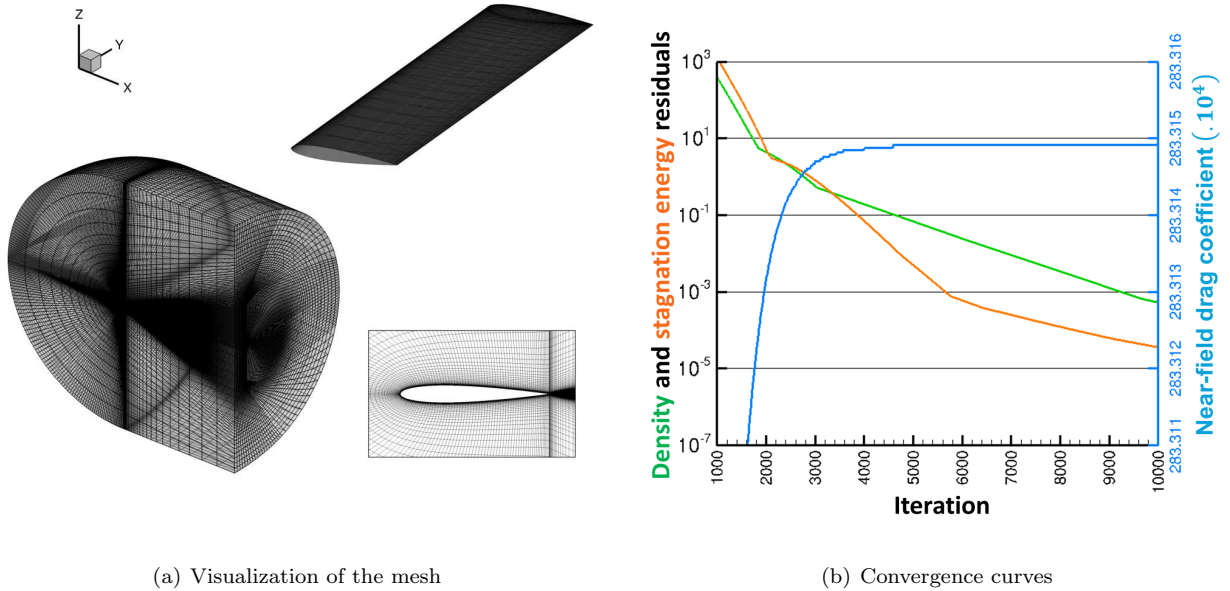 Z
Y
X
Density and stagnation energy residuals
10^3
10^1
10^-1
10^-3
10^-5
10^-7
1000
2000
3000
4000
5000
6000
7000
8000
9000
10000
Iteration
283.316
283.315
283.314
283.313
283.312
283.311
Near-field drag coefficient (. 10^4)
(a) Visualization of the mesh
(b) Convergence curves